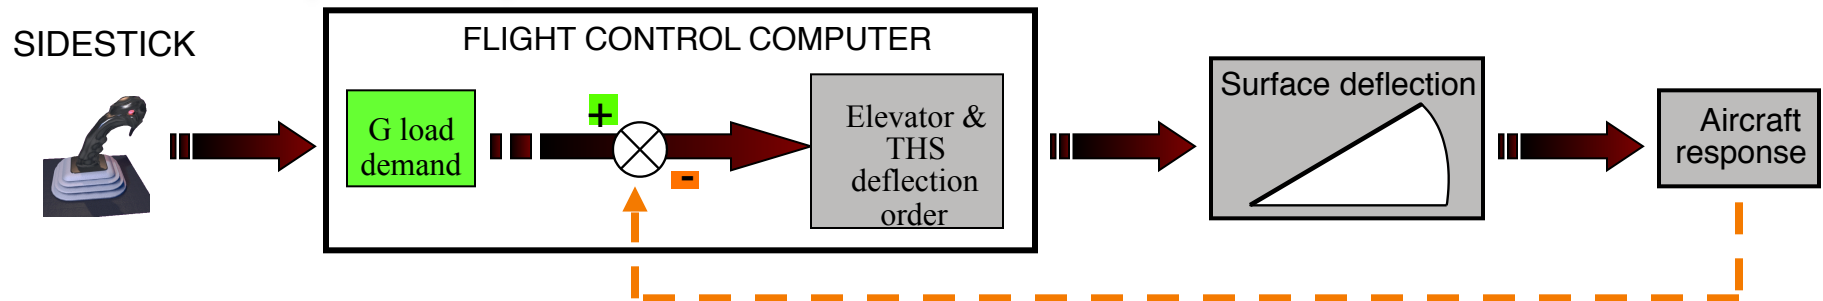 SIDESTICK
FLIGHT CONTROL COMPUTER
G load
demand
+
-
Elevator &
THS
deflection
order
Surface deflection
Aircraft
response